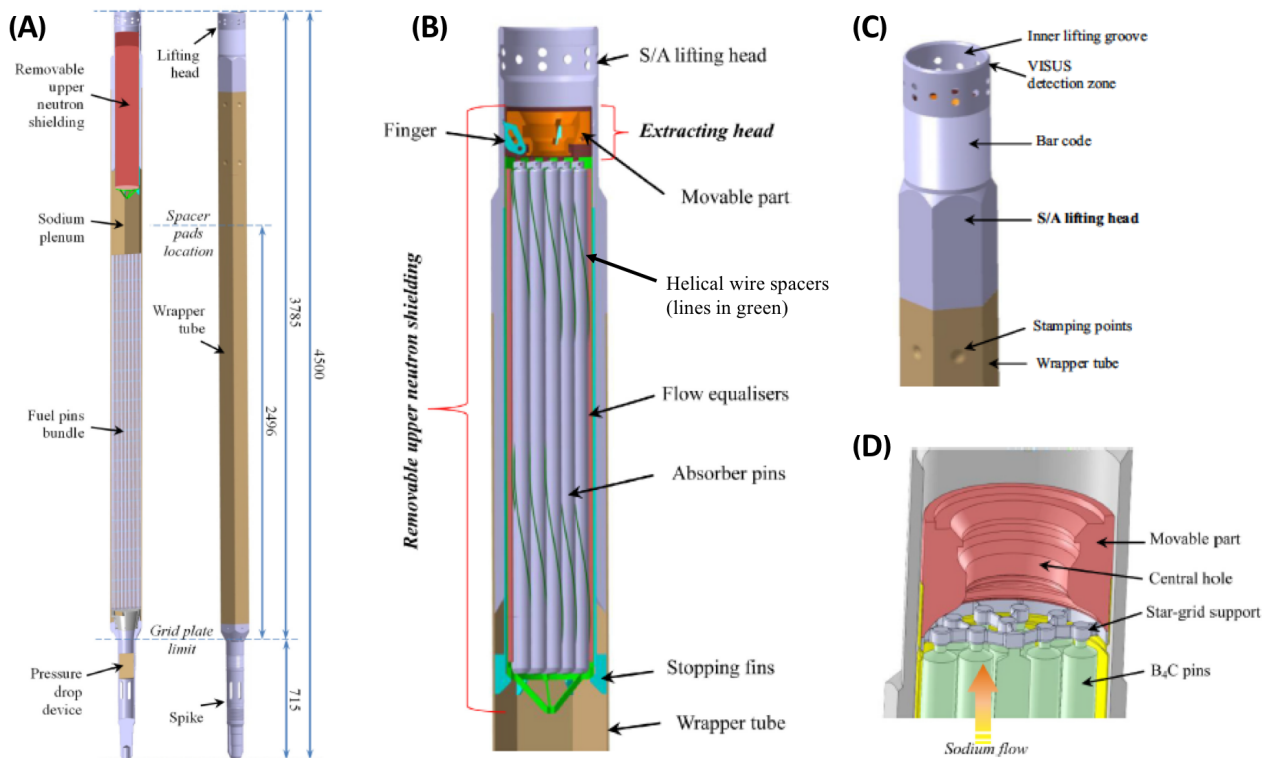 (A)
Lifting
head
Removable
upper
neutron
shielding
Sodium
plenum
Spacer
pads
location
Wrapper
tube
3785
4500
2496
Fuel pins
bundle
Grid plate
limit
Pressure
drop
device
Spike
715
(B)
S/A lifting head
Extracting head
Finger
Movable part
Helical wire spacers
(lines in green)
Removable upper neutron shielding
Flow equalisers
Absorber pins
Stopping fins
Wrapper tube
(C)
Inner lifting groove
VISUS
detection zone
Bar code
S/A lifting head
Stamping points
Wrapper tube
(D)
Movable part
Central hole
Star-grid support
B₄C pins
Sodium flow